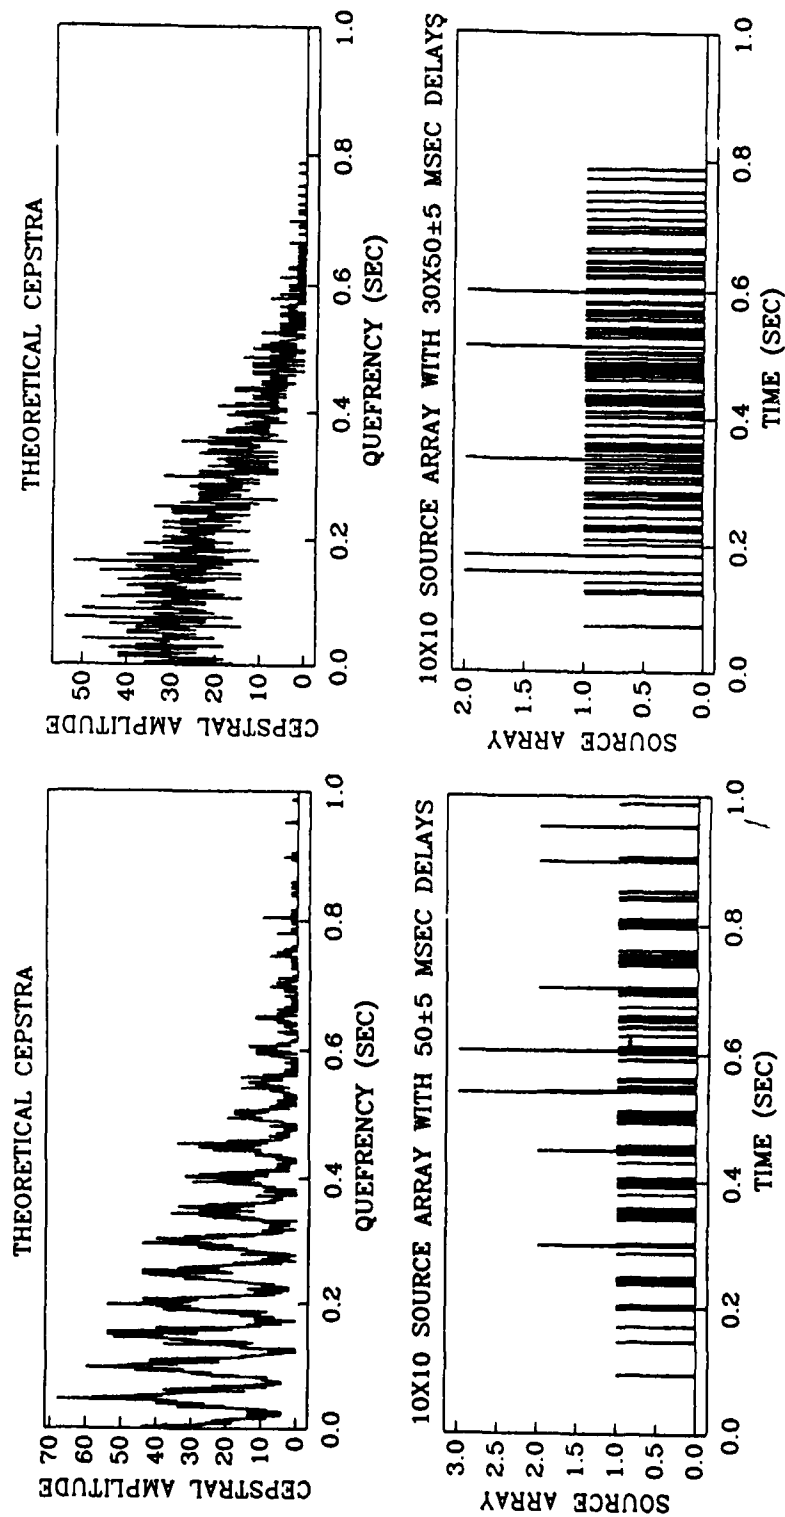 THEORETICAL CEPSTRA
CEPSTRAL AMPLITUDE
70
60
50
40
30
20
10
0
0.0 0.2 0.4 0.6 0.8 1.0
QUEFRENCY (SEC)
THEORETICAL CEPSTRA
CEPSTRAL AMPLITUDE
50
40
30
20
10
0
0.0 0.2 0.4 0.6 0.8 1.0
QUEFRENCY (SEC)
10X10 SOURCE ARRAY WITH 50±5 MSEC DELAYS
SOURCE ARRAY
3.0
2.5
2.0
1.5
1.0
0.5
0.0
0.0 0.2 0.4 0.6 0.8 1.0
TIME (SEC)
10X10 SOURCE ARRAY WITH 30X50±5 MSEC DELAYS
SOURCE ARRAY
2.0
1.5
1.0
0.5
0.0
0.0 0.2 0.4 0.6 0.8 1.0
TIME (SEC)